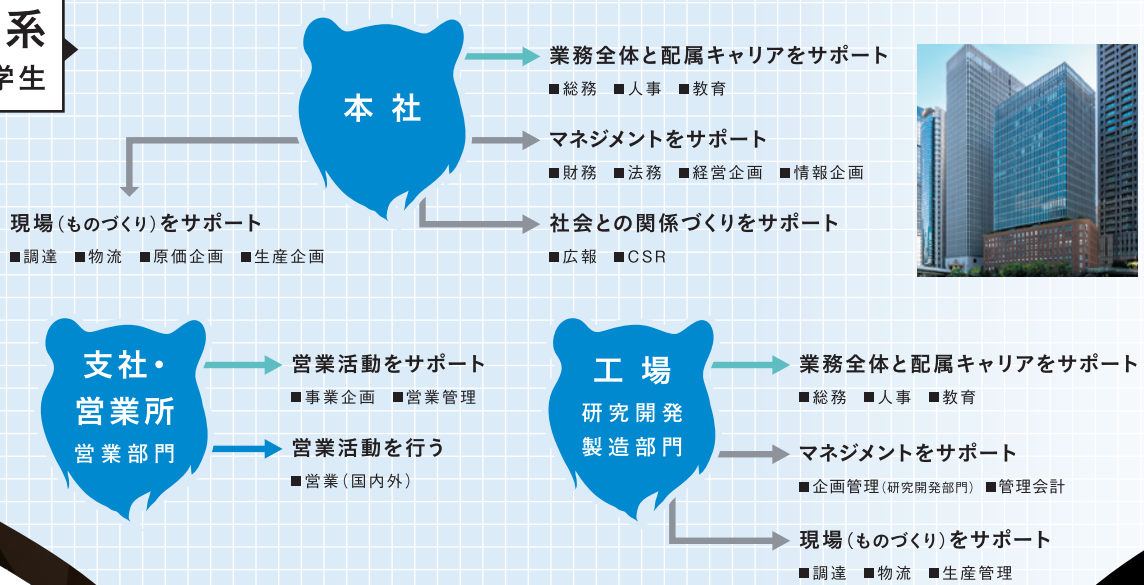 系
学生
本社
業務全体と配属キャリアをサポート
■総務 ■人事 ■教育
マネジメントをサポート
■財務 ■法務 ■経営企画 ■情報企画
社会との関係づくりをサポート
■広報 ■CSR
現場(ものづくり)をサポート
■調達 ■物流 ■原価企画 ■生産企画
支社・
営業所
営業部門
営業活動をサポート
■事業企画 ■営業管理
営業活動を行う
■営業(国内外)
工場
研究開発
製造部門
業務全体と配属キャリアをサポート
■総務 ■人事 ■教育
マネジメントをサポート
■企画管理(研究開発部門) ■管理会計
現場(ものづくり)をサポート
■調達 ■物流 ■生産管理